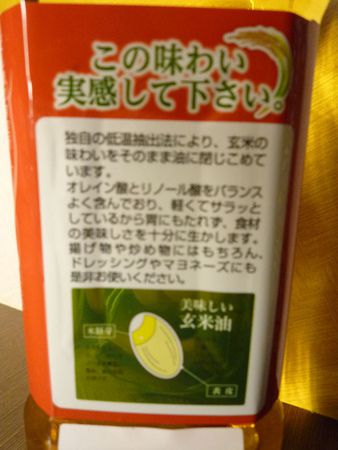 この味わい
実感して下さい。
独自の低温抽出法により、玄米の
味わいをそのまま油に閉じこめて
います。
オレイン酸とリノール酸をバランス
よく含んでおり、軽くてサラッと
しているから胃にもたれず、食材
の美味しさを十分に生かします。
揚げ物や炒め物にはもちろん、
ドレッシングやマヨネーズにも
是非お使いください。
美味しい
玄米油
米胚芽
表皮